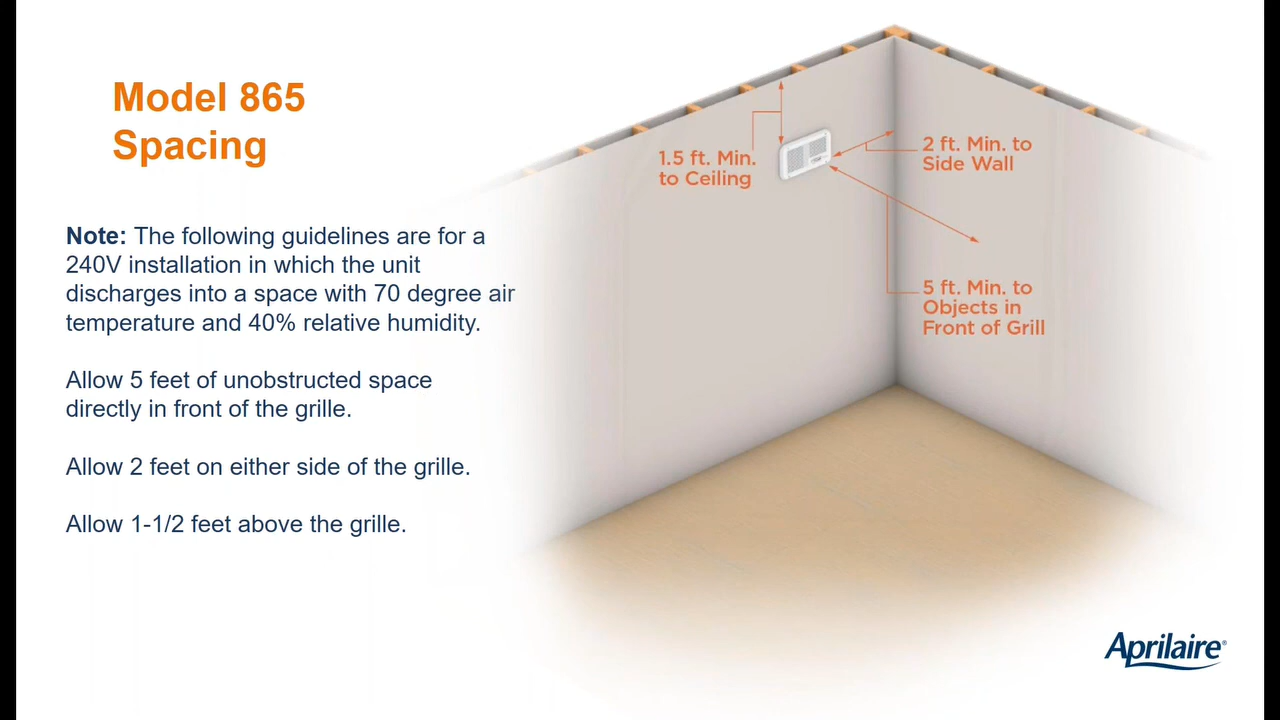 Model 865
Spacing
Note: The following guidelines are for a
240V installation in which the unit
discharges into a space with 70 degree air
temperature and 40% relative humidity.
Allow 5 feet of unobstructed space
directly in front of the grille.
Allow 2 feet on either side of the grille.
Allow 1-1/2 feet above the grille.
1.5 ft. Min.
to Ceiling
2 ft. Min. to
Side Wall
5 ft. Min. to
Objects in
Front of Grill
Aprilaire®